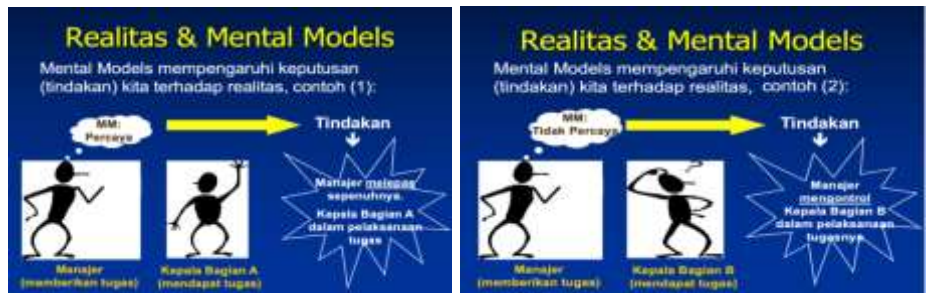 Realitas & Mental Models
Mental Models mempengaruhi keputusan
(tindakan) kita terhadap realitas, contoh (1):
MM:
Percaya
Tindakan
Manajer melepas
sepenuhnya.
Kepala Bagian A
dalam pelaksanaan
tugas
Manajer
(memberikan tugas)
Kepala Bagian A
(mendapat tugas)
Realitas & Mental Models
Mental Models mempengaruhi keputusan
(tindakan) kita terhadap realitas, contoh (2):
MM:
Tidak Percaya
Tindakan
Manajer
mengontrol
Kepala Bagian B
dalam pelaksanaan
tugasnya
Manajer
(memberikan tugas)
Kepala Bagian B
(mendapat tugas)